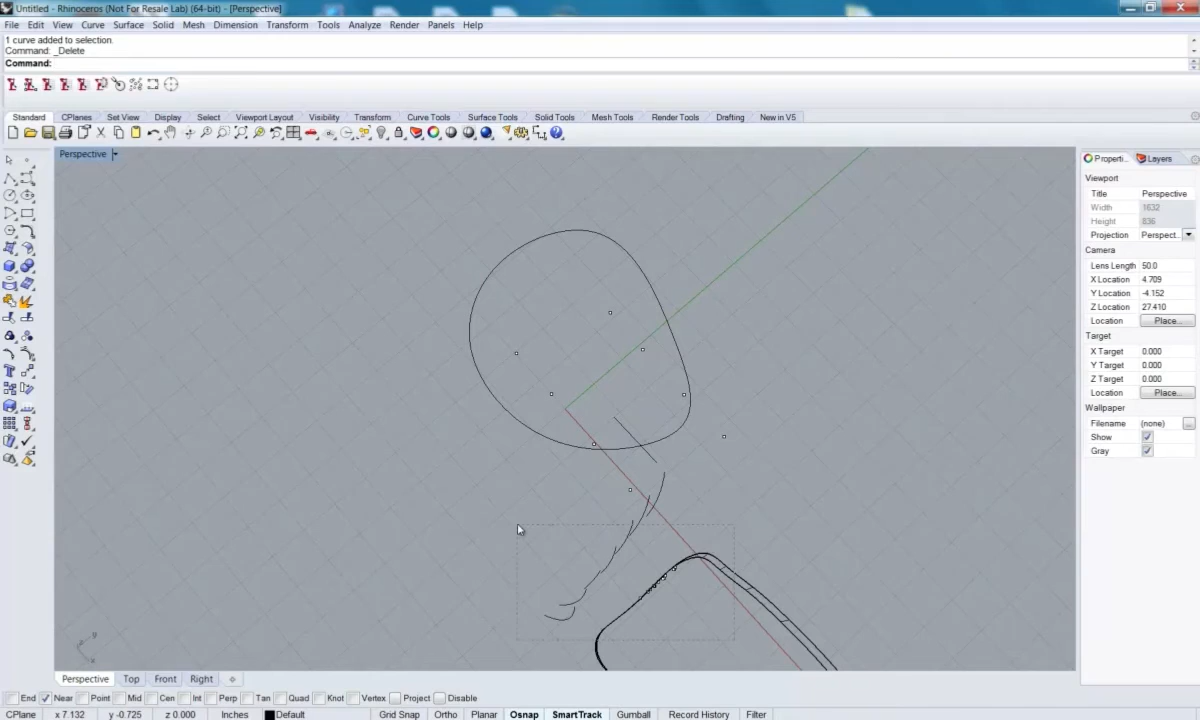 Untitled - Rhinoceros (Not For Resale Lab) (64-bit) - [Perspective]
File Edit View Curve Surface Solid Mesh Dimension Transform Tools Analyze Render Panels Help
1 curve added to selection.
Command: _Delete
Command:
Standard CPlanes Set View Display Select Viewport Layout Visibility Transform Curve Tools Surface Tools Solid Tools Mesh Tools Render Tools Drafting New in V5
Perspective
Properti... Layers
Viewport
Title Perspective
Width 1632
Height 836
Projection Perspect...
Camera
Lens Length 50.0
X Location 4.709
Y Location -4.152
Z Location 27.410
Location Place...
Target
X Target 0.000
Y Target 0.000
Z Target 0.000
Location Place...
Wallpaper
Filename (none) ...
Show
Gray
y
x
Perspective Top Front Right
End Near Point Mid Cen Int Perp Tan Quad Knot Vertex Project Disable
CPlane x 7.132 y -0.725 z 0.000 Inches Default Grid Snap Ortho Planar Osnap SmartTrack Gumball Record History Filter